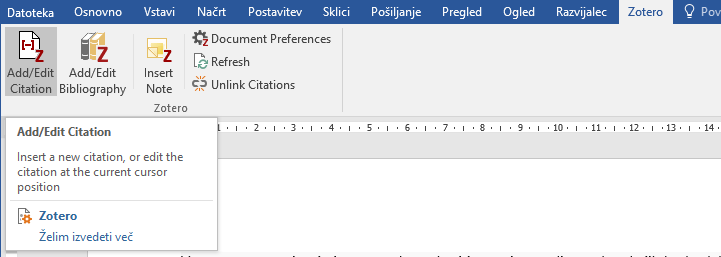 Datoteka Osnovno Vstavi Načrt Postavitev Sklici Pošiljanje Pregled Ogled Razvijalec Zotero Pov
Add/Edit Citation
Add/Edit Bibliography
Insert Note
Document Preferences
Refresh
Unlink Citations
Zotero
Add/Edit Citation
Insert a new citation, or edit the
citation at the current cursor
position
Zotero
Želim izvedeti več
1 2 3 4 5 6 7 8 9 10 11 12 13 14